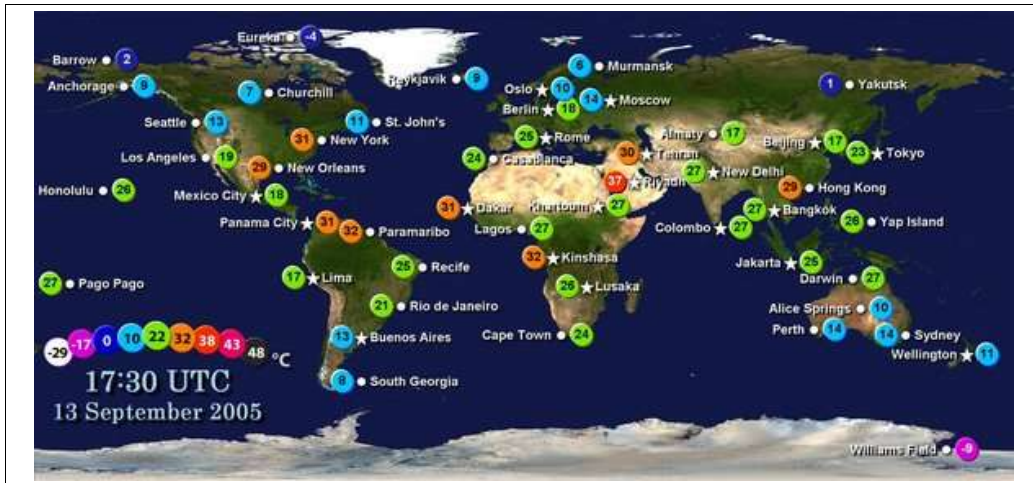 Eureka -4
Barrow 2
Murmansk 6
Reykjavik 9
Anchorage 9
Churchill 7
Oslo 10
Yakutsk 1
Berlin 18
Moscow 14
Seattle 13
St. John's 11
New York 31
Rome 25
Almaty 17
Beijing 17
Tokyo 23
Los Angeles 19
Casablanca 24
Tehran 30
New Orleans 29
New Delhi 27
Honolulu 26
Mexico City 18
Riyadh 37
Hong Kong 29
Dakar 31
Khartoum 27
Bangkok 27
Panama City 31
Paramaribo 32
Lagos 27
Colombo 27
Yap Island 26
Kinshasa 32
Jakarta 25
Recife 25
Pago Pago 27
Lima 17
Lusaka 26
Darwin 27
Rio de Janeiro 21
Alice Springs 10
Buenos Aires 13
Cape Town 24
Perth 14
Sydney 14
Wellington 11
-29 -17 0 10 22 32 38 43 48 °C
17:30 UTC
South Georgia 8
13 September 2005
Williams Field -9